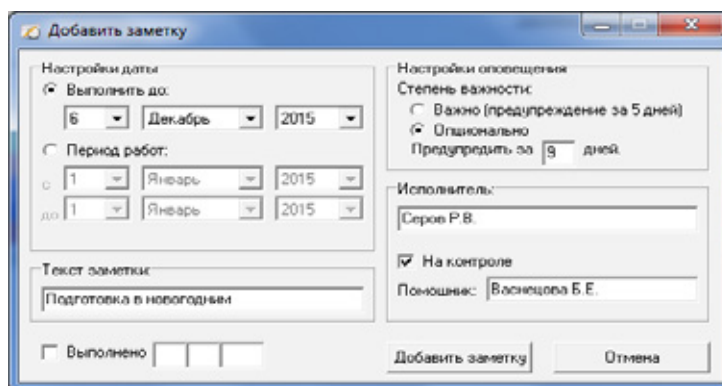 Добавить заметку
Настройки даты
Выполнить до:
6 Декабрь 2015
Период работ:
с 1 Январь 2015
до 1 Январь 2015
Текст заметки:
Подготовка в новогодним
Выполнено
Настройки оповещения
Степень важности:
Важно (предупреждение за 5 дней)
Опционально
Предупредить за 9 дней.
Исполнитель:
Серов Р.В.
На контроле
Помошник: Васнецова Б.Е.
Добавить заметку Отмена